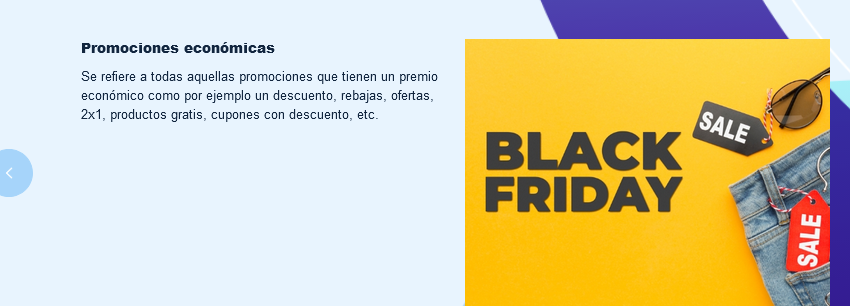 Promociones económicas
Se refiere a todas aquellas promociones que tienen un premio
económico como por ejemplo un descuento, rebajas, ofertas,
2x1, productos gratis, cupones con descuento, etc.
BLACK
FRIDAY
SALE
SALE